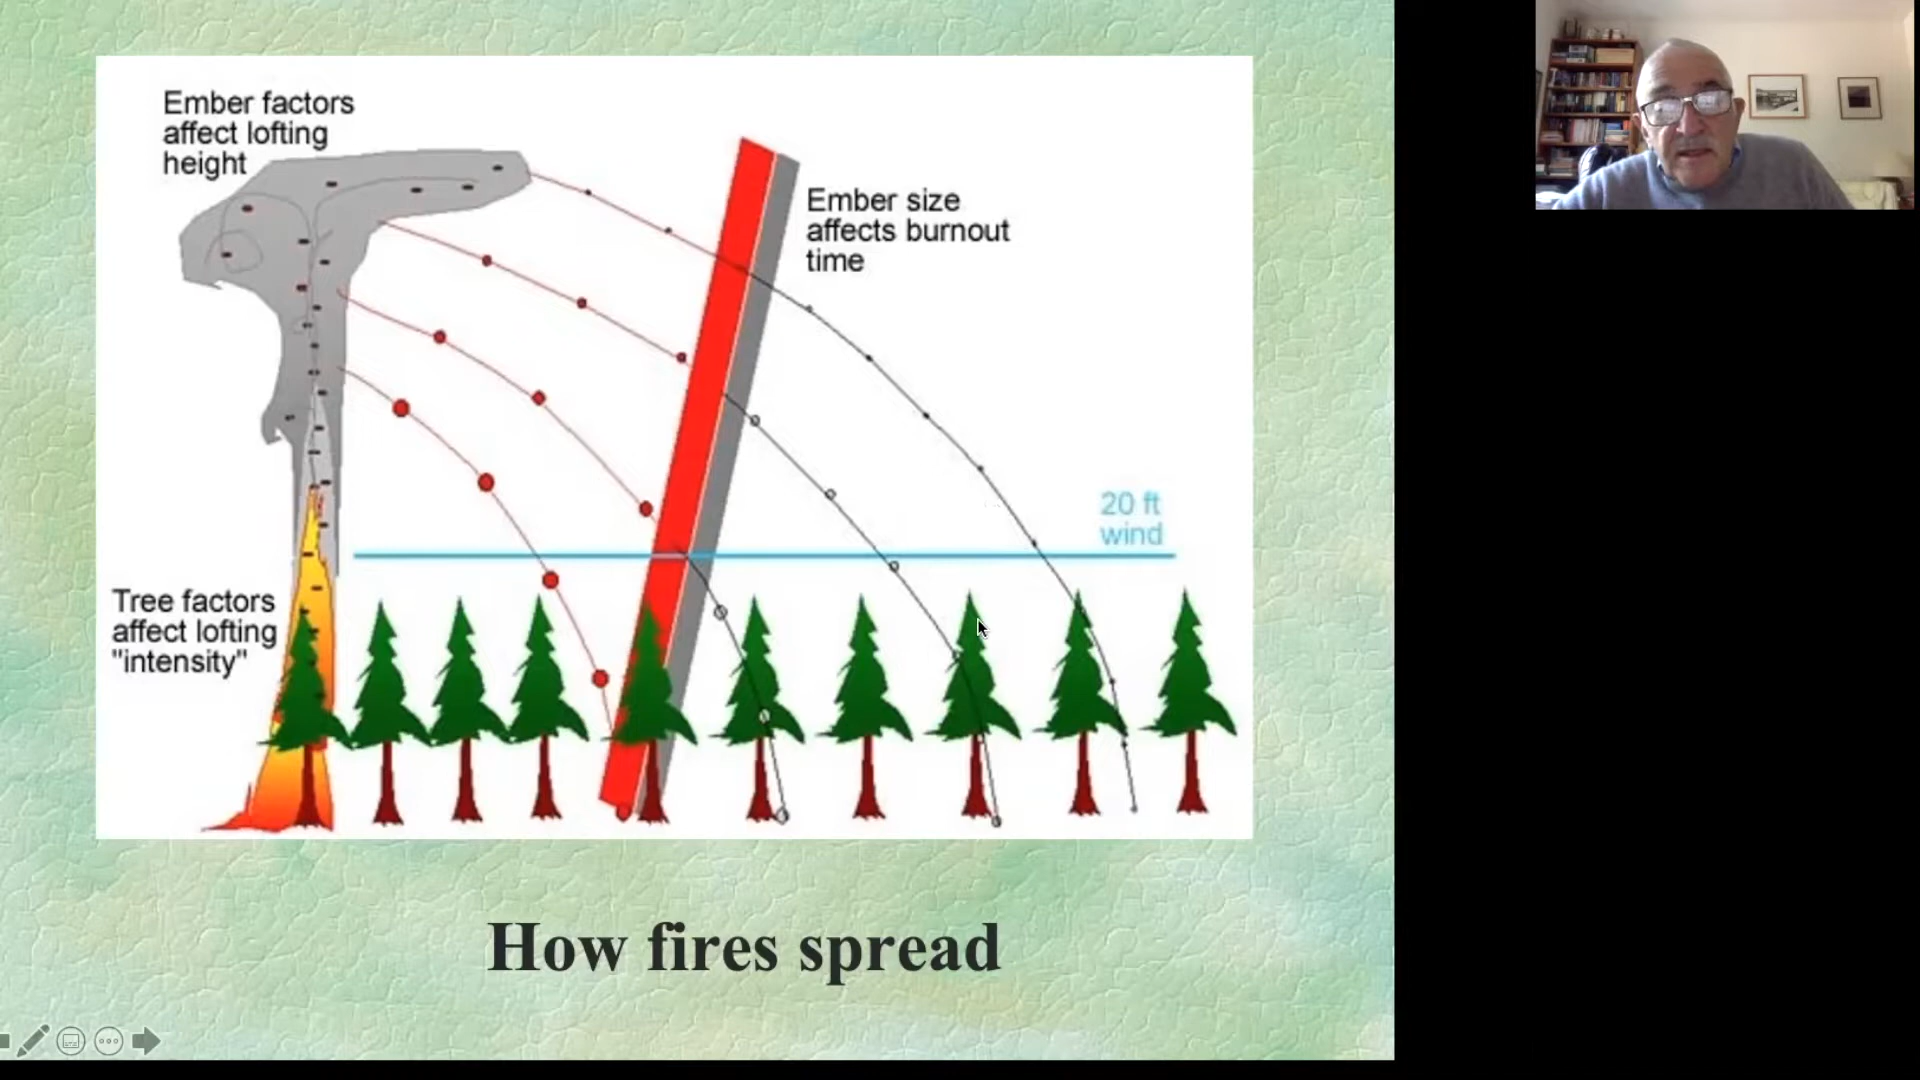 Ember factors
affect lofting
height
Ember size
affects burnout
time
20 ft
wind
Tree factors
affect lofting
"intensity"
How fires spread